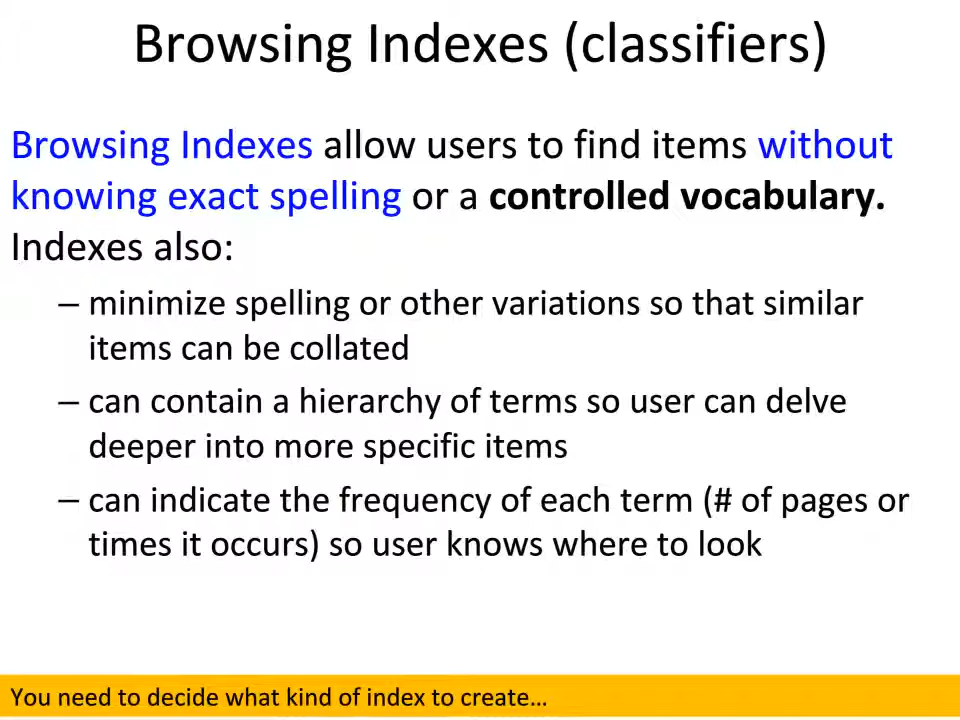 Browsing Indexes (classifiers)
Browsing Indexes allow users to find items without
knowing exact spelling or a controlled vocabulary.
Indexes also:
– minimize spelling or other variations so that similar
items can be collated
– can contain a hierarchy of terms so user can delve
deeper into more specific items
– can indicate the frequency of each term (# of pages or
times it occurs) so user knows where to look
You need to decide what kind of index to create…